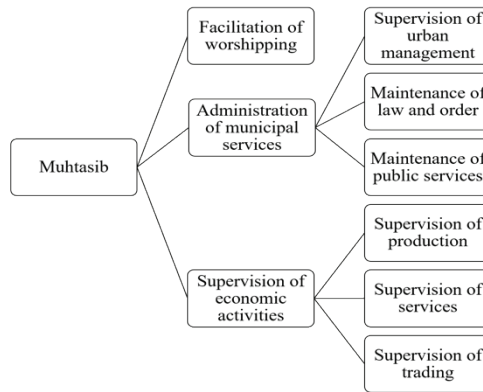 Muhtasib
Facilitation of
worshipping
Administration
of municipal
services
Supervision of
urban
management
Maintenance of
law and order
Maintenance of
public services
Supervision of
economic
activities
Supervision of
production
Supervision of
services
Supervision of
trading